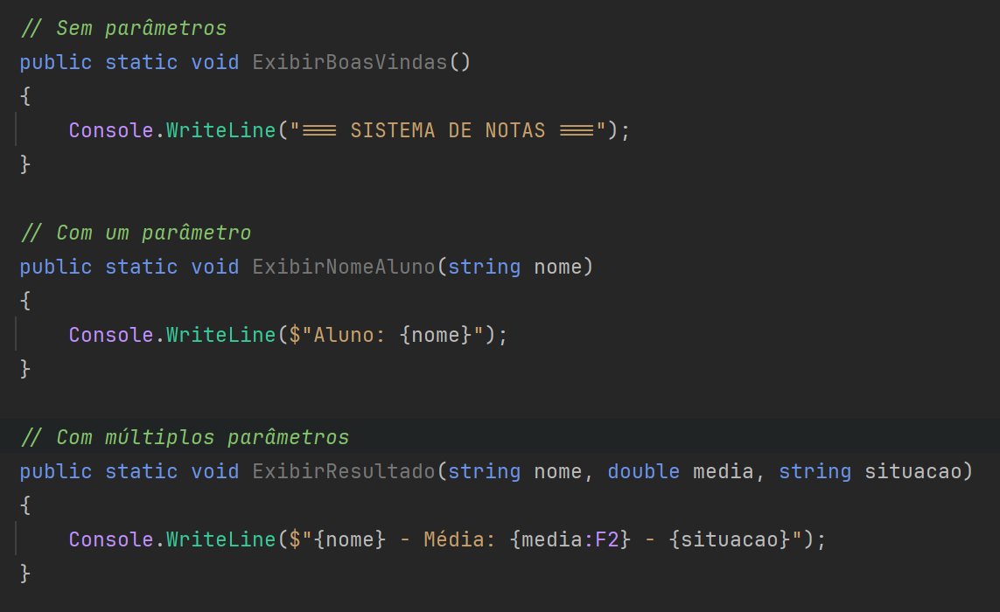 // Sem parâmetros
public static void ExibirBoasVindas()
{
    Console.WriteLine("=== SISTEMA DE NOTAS ===");
}

// Com um parâmetro
public static void ExibirNomeAluno(string nome)
{
    Console.WriteLine($"Aluno: {nome}");
}

// Com múltiplos parâmetros
public static void ExibirResultado(string nome, double media, string situacao)
{
    Console.WriteLine($"{nome} - Média: {media:F2} - {situacao}");
}